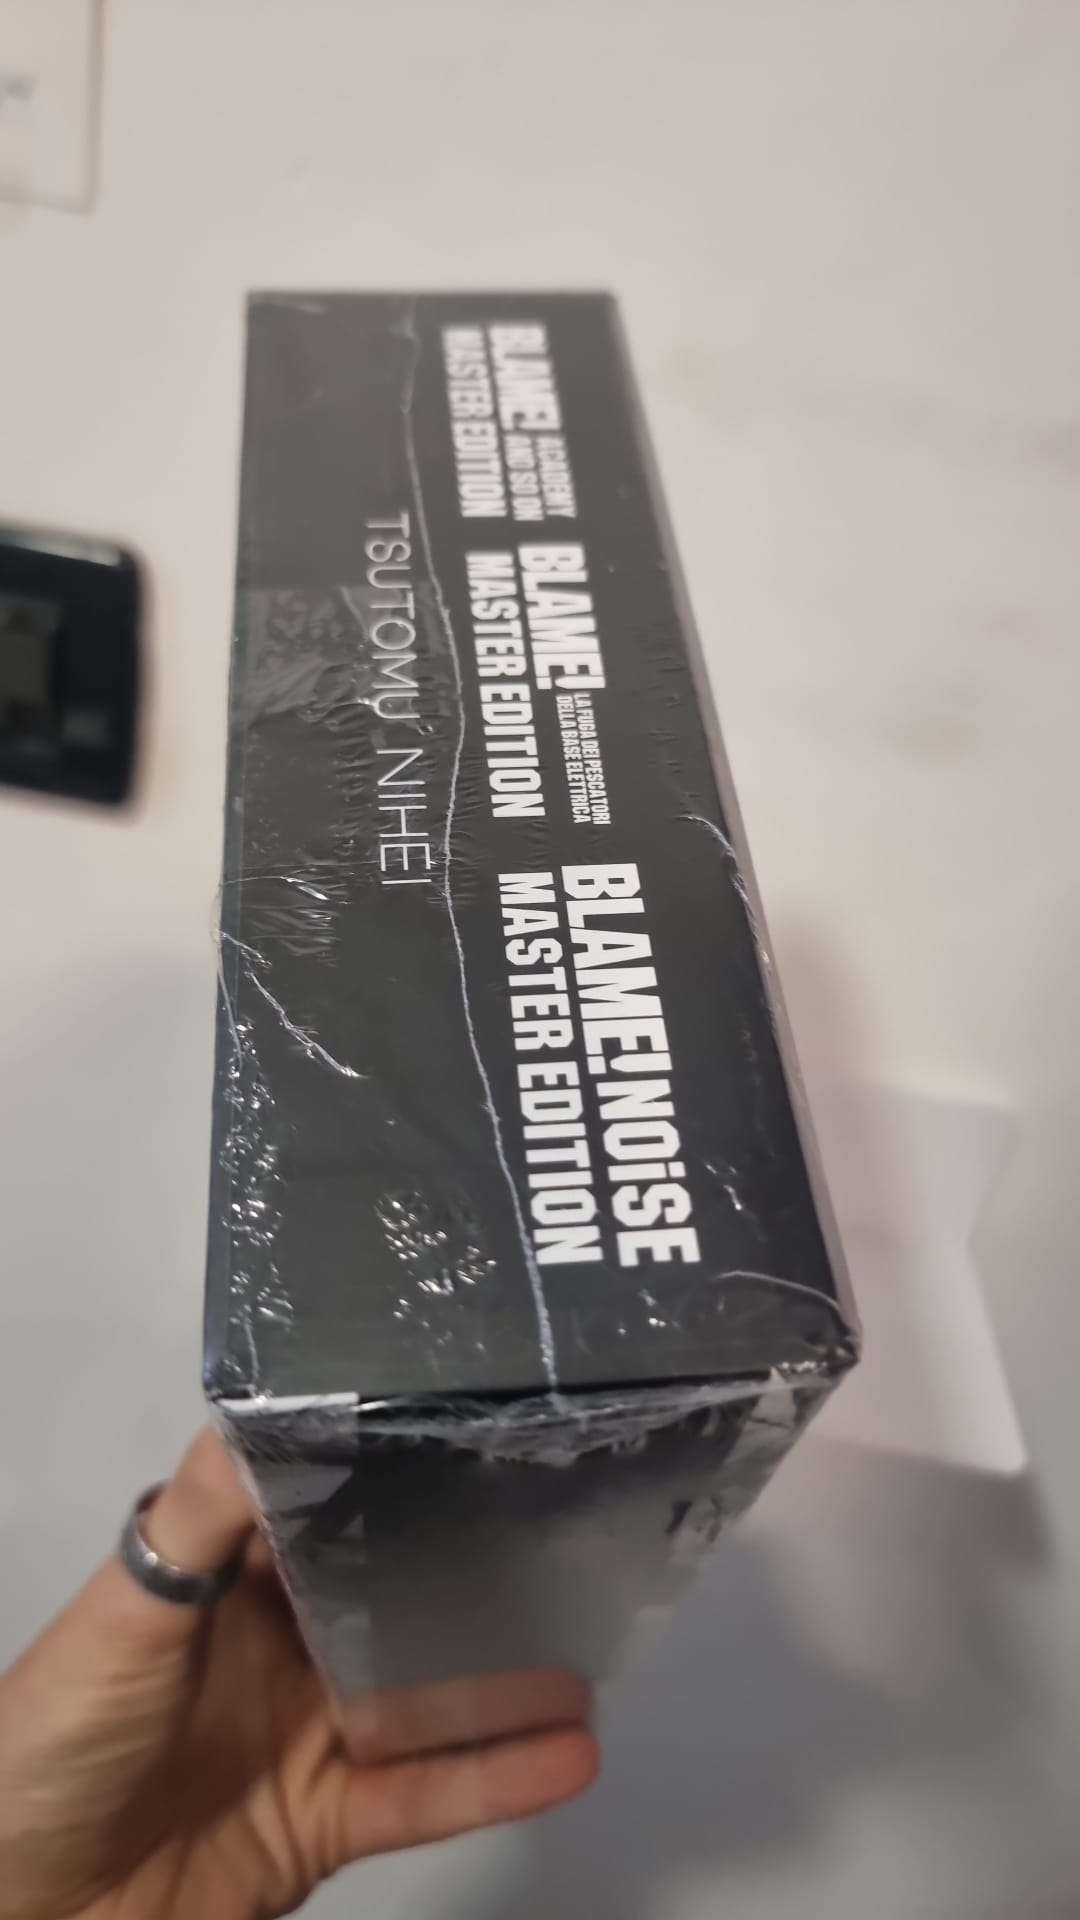 BLAME! ACADEMY
AND SO ON
MASTER EDITION
BLAME! LA FUGA DEI PESCATORI
DELLA BASE ELETTRICA
MASTER EDITION
BLAME! NOiSE
MASTER EDITION
TSUTOMU NIHEI